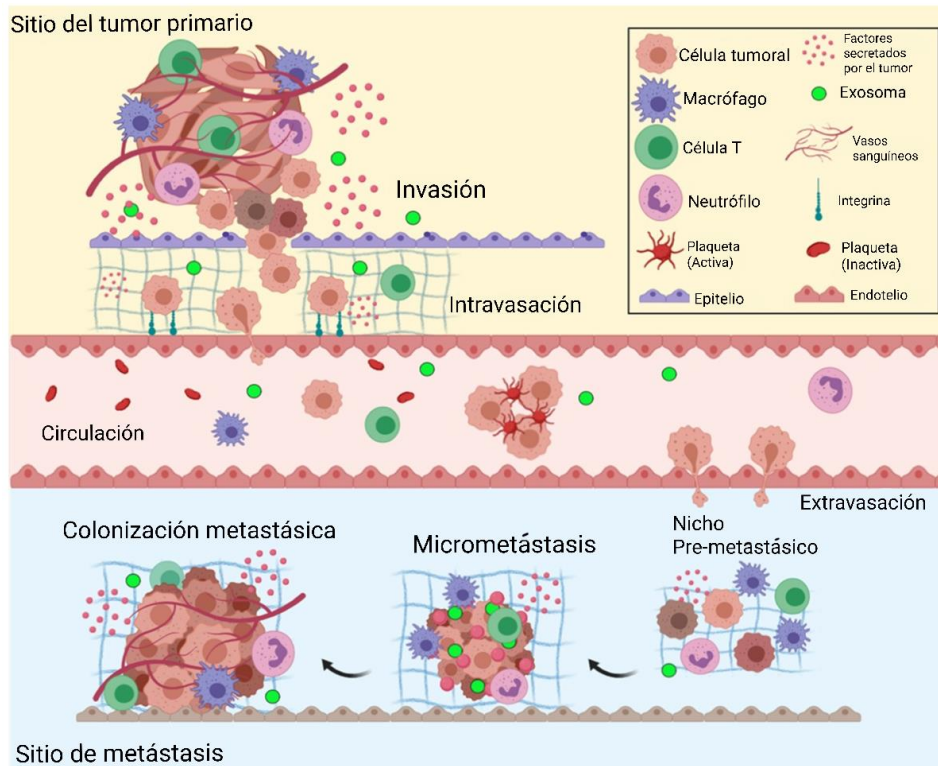 Sitio del tumor primario
Célula tumoral
Factores
secretados
por el tumor
Macrófago
Exosoma
Célula T
Vasos
sanguíneos
Neutrófilo
Integrina
Plaqueta
(Activa)
Plaqueta
(Inactiva)
Epitelio
Endotelio
Invasión
Intravasación
Circulación
Extravasación
Colonización metastásica
Micrometástasis
Nicho
Pre-metastásico
Sitio de metástasis